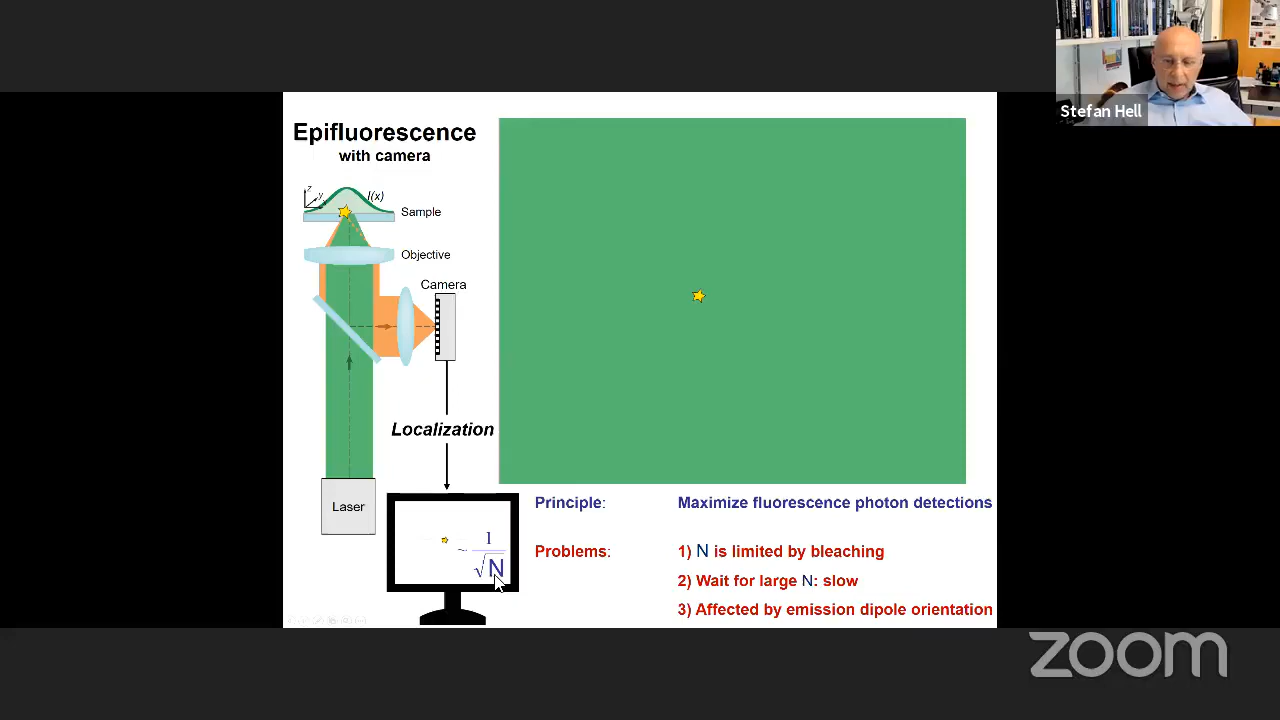 Stefan Hell
Epifluorescence
with camera
z
y
I(x)
Sample
Objective
Camera
Localization
Laser
~ 1/√N
Principle: Maximize fluorescence photon detections
Problems: 1) N is limited by bleaching
2) Wait for large N: slow
3) Affected by emission dipole orientation
zoom